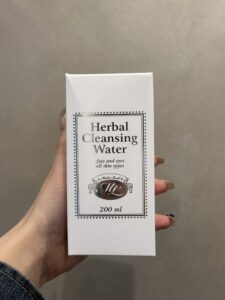 Herbal
Cleansing
Water
face and eyes
all skin types
200 ml